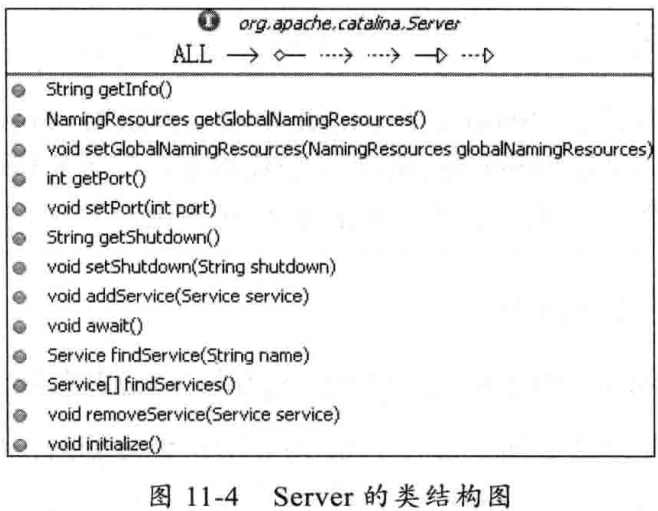 I org.apache.catalina.Server
ALL
String getInfo()
NamingResources getGlobalNamingResources()
void setGlobalNamingResources(NamingResources globalNamingResources)
int getPort()
void setPort(int port)
String getShutdown()
void setShutdown(String shutdown)
void addService(Service service)
void await()
Service findService(String name)
Service[] findServices()
void removeService(Service service)
void initialize()
图 11-4 Server 的类结构图